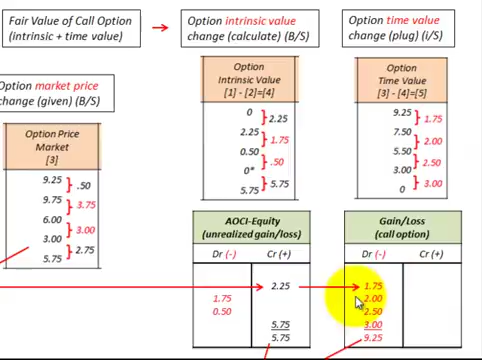 Fair Value of Call Option
(intrinsic + time value)
Option intrinsic value
change (calculate) (B/S)
Option time value
change (plug) (i/S)
Option market price
change (given) (B/S)
Option Price
Market
[3]
9.25
9.75
6.00
3.00
5.75
.50
3.75
3.00
2.75
Option
Intrinsic Value
[1] - [2]=[4]
0
2.25
0.50
0*
5.75
2.25
1.75
.50
5.75
Option
Time Value
[3] - [4]=[5]
9.25
7.50
5.50
3.00
0
1.75
2.00
2.50
3.00
AOCI-Equity
(unrealized gain/loss)
Dr (-) Cr (+)
2.25
1.75
0.50
5.75
5.75
Gain/Loss
(call option)
Dr (-) Cr (+)
1.75
2.00
2.50
3.00
9.25